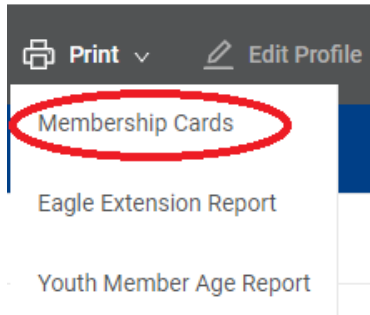 Print Edit Profile
Membership Cards
Eagle Extension Report
Youth Member Age Report